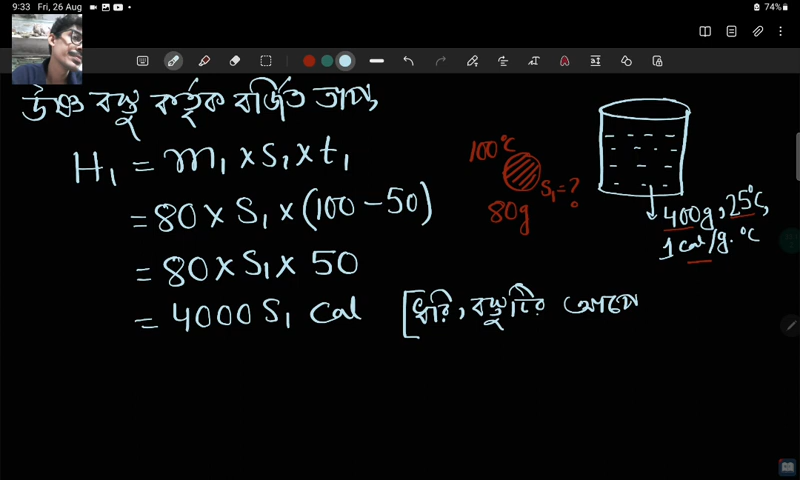 9:33 Fri, 26 Aug
74%
উষ্ণ বস্তু কর্তৃক বর্জিত তাপ,
H₁ = m₁ × s₁ × t₁
= 80 × S₁ × (100 – 50)
= 80 × S₁ × 50
= 4000 S₁ Cal [ধরি, বস্তুটির আপে
100°C
S₁ = ?
80g
400g, 25°C,
1 Cal/g.°C